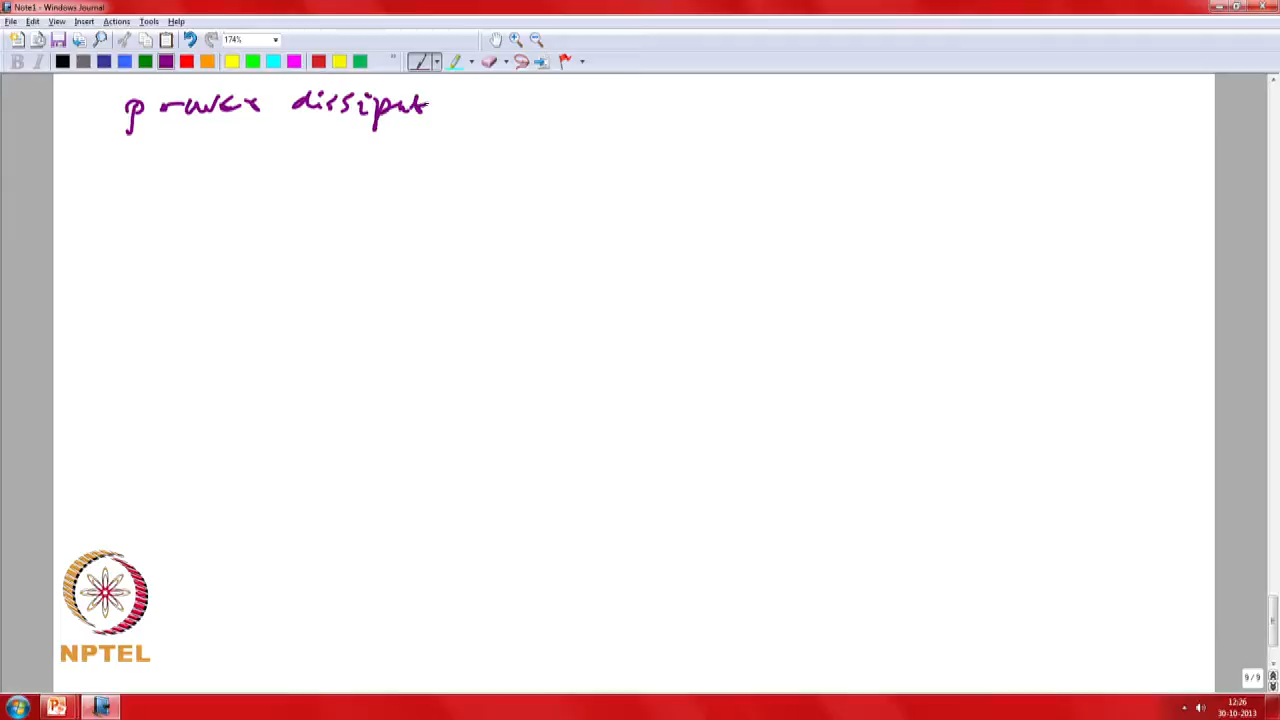 Note1 - Windows Journal
File Edit View Insert Actions Tools Help
174%
B I
power dissipat
NPTEL
9/9
12:26
30-10-2013